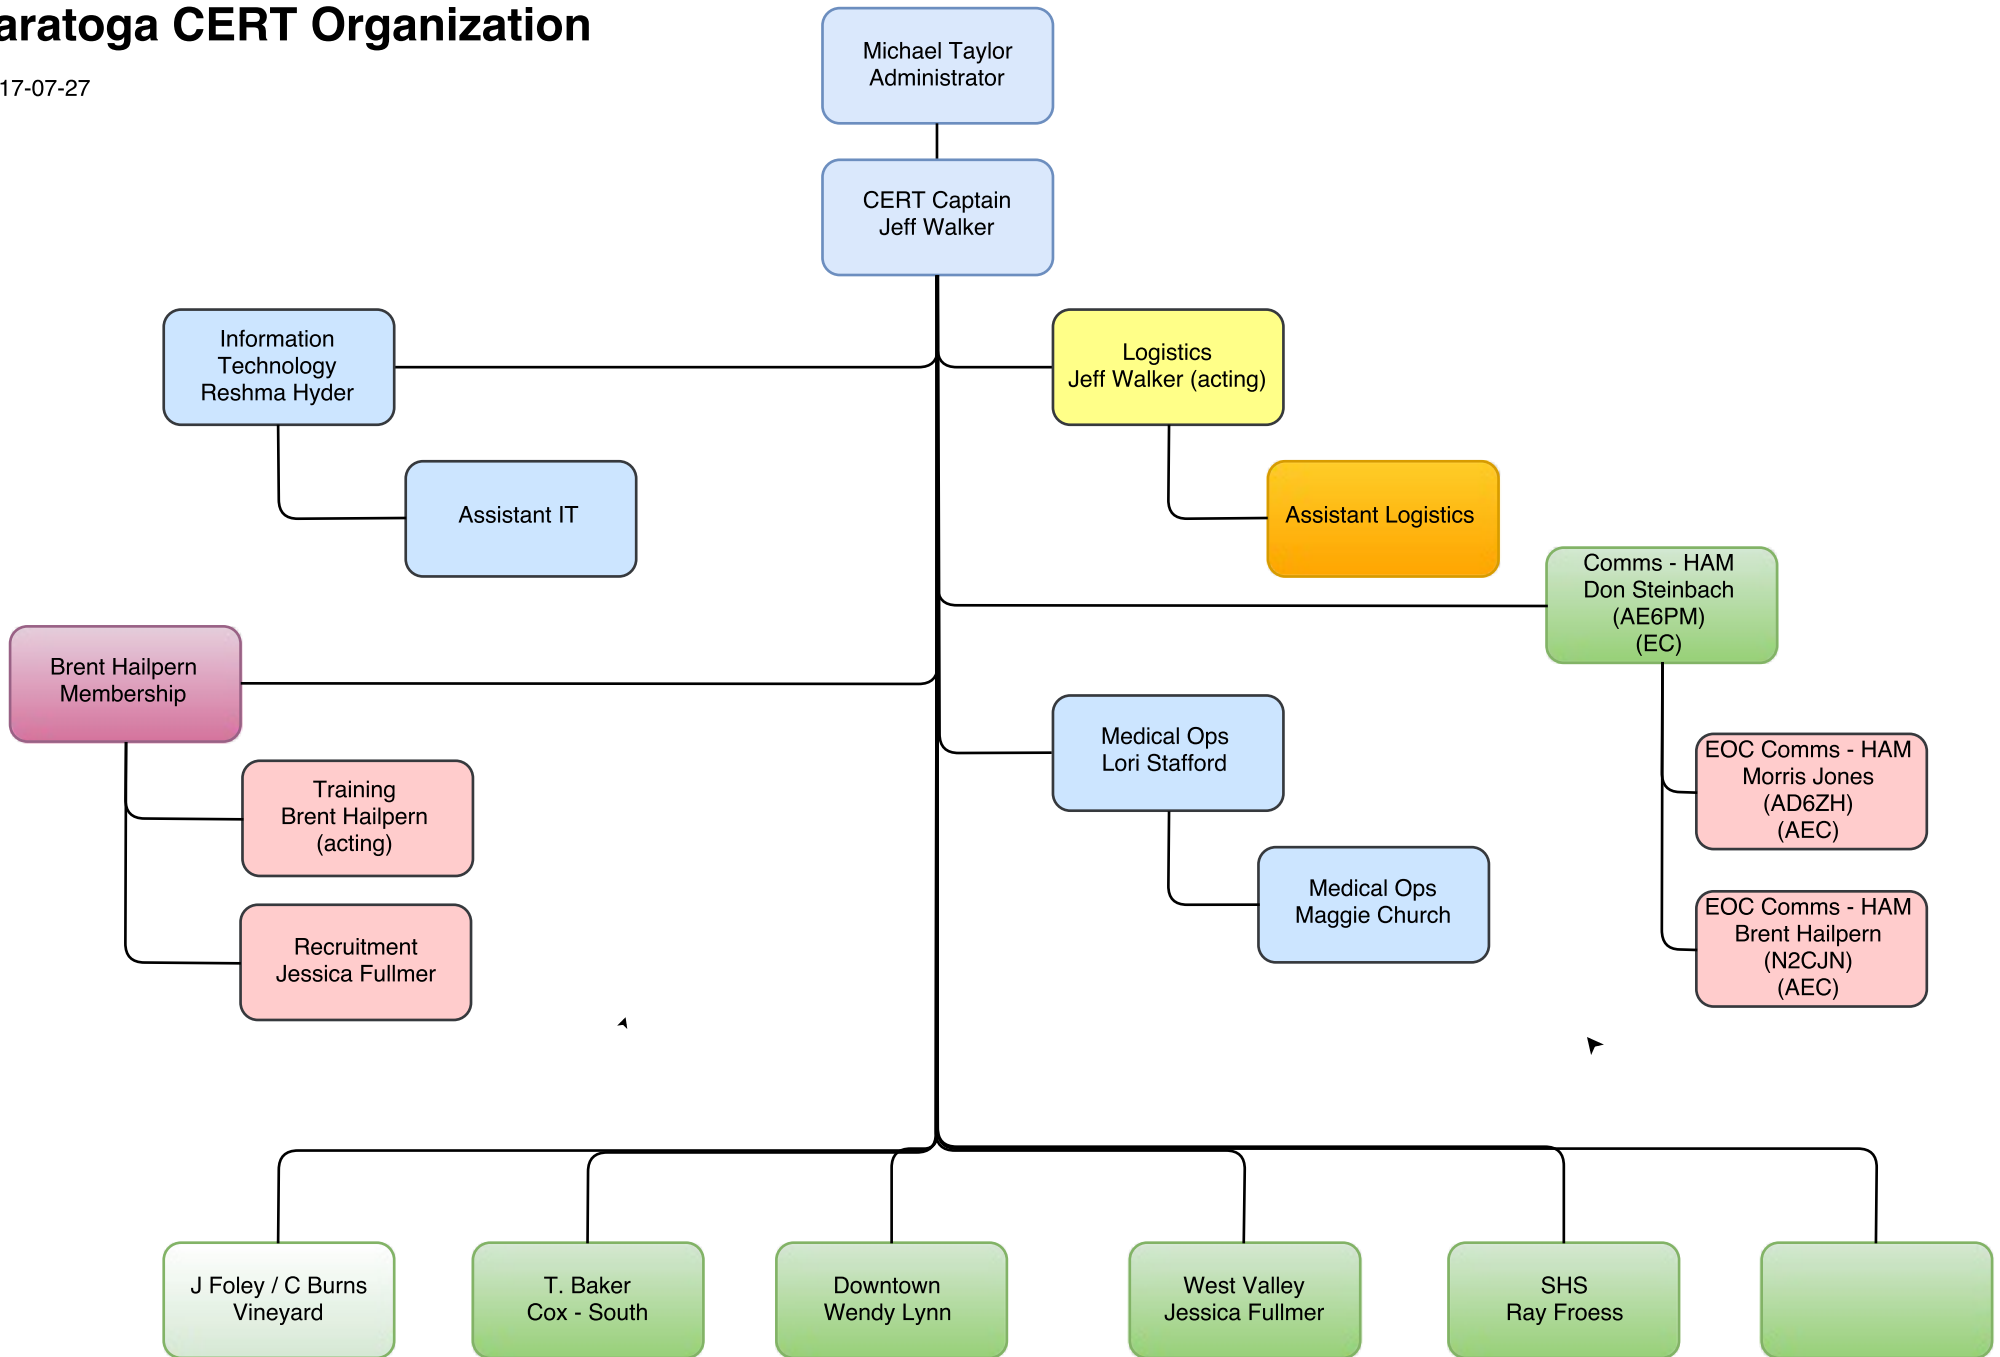 aratoga CERT Organization
17-07-27
Michael Taylor
Administrator
CERT Captain
Jeff Walker
Information
Technology
Reshma Hyder
Logistics
Jeff Walker (acting)
Assistant IT
Assistant Logistics
Comms - HAM
Don Steinbach
(AE6PM)
(EC)
Brent Hailpern
Membership
Medical Ops
Lori Stafford
EOC Comms - HAM
Morris Jones
(AD6ZH)
(AEC)
Training
Brent Hailpern
(acting)
Medical Ops
Maggie Church
EOC Comms - HAM
Brent Hailpern
(N2CJN)
(AEC)
Recruitment
Jessica Fullmer
J Foley / C Burns
Vineyard
T. Baker
Cox - South
Downtown
Wendy Lynn
West Valley
Jessica Fullmer
SHS
Ray Froess